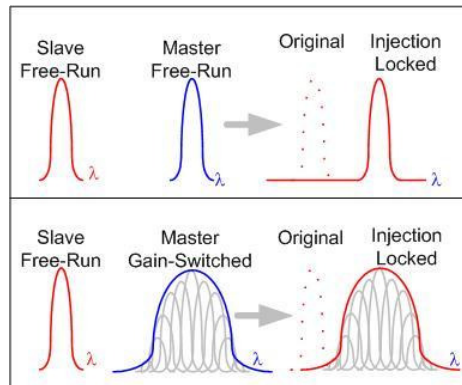 Slave
Free-Run
Master
Free-Run
Original
Injection
Locked
λ
λ
λ
Slave
Free-Run
Master
Gain-Switched
Original
Injection
Locked
λ
λ
λ